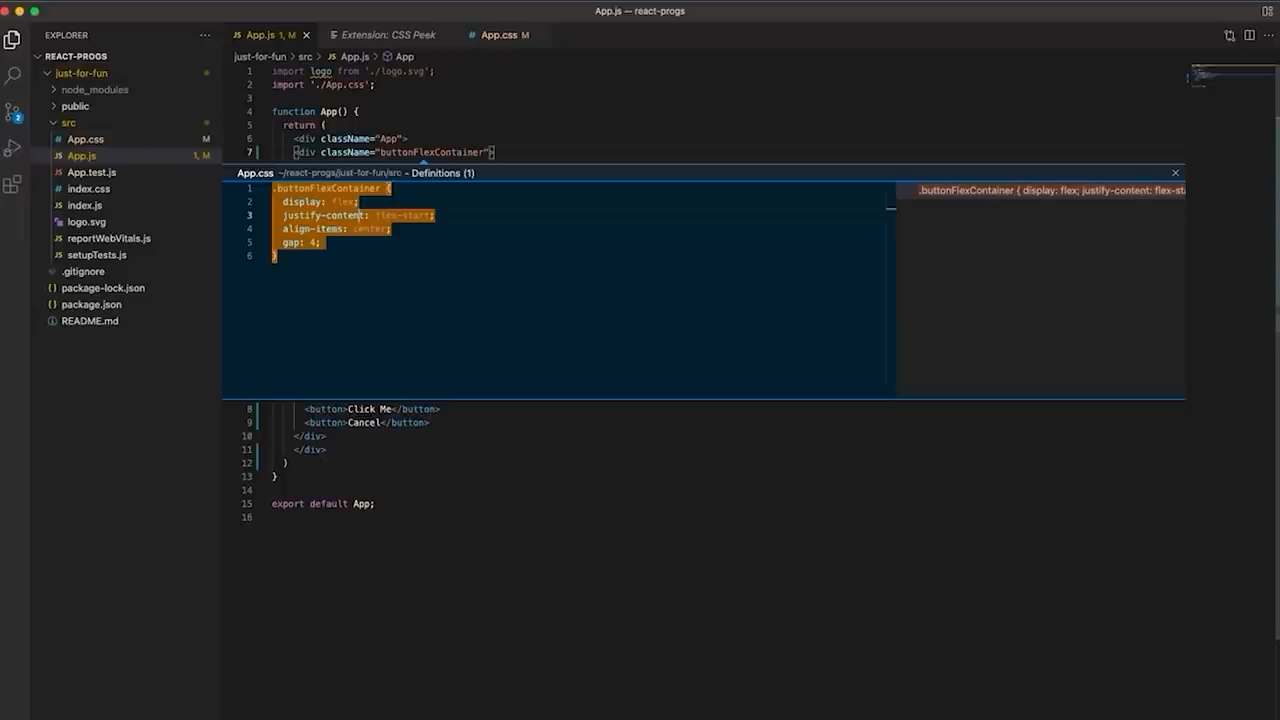 App.js — react-progs
EXPLORER ...
REACT-PROGS
just-for-fun
node_modules
public
src
# App.css M
JS App.js 1, M
JS App.test.js
# index.css
JS index.js
logo.svg
JS reportWebVitals.js
JS setupTests.js
.gitignore
{} package-lock.json
{} package.json
README.md
2
JS App.js 1, M
Extension: CSS Peek
# App.css M
just-for-fun > src > JS App.js > App
1 import logo from './logo.svg';
2 import './App.css';
3
4 function App() {
5 return (
6 <div className="App">
7 <div className="buttonFlexContainer">
App.css ~/react-progs/just-for-fun/src - Definitions (1)
1 .buttonFlexContainer {
2 display: flex;
3 justify-content: flex-start;
4 align-items: center;
5 gap: 4;
6 }
.buttonFlexContainer { display: flex; justify-content: flex-sta
8 <button>Click Me</button>
9 <button>Cancel</button>
10 </div>
11 </div>
12 )
13 }
14
15 export default App;
16